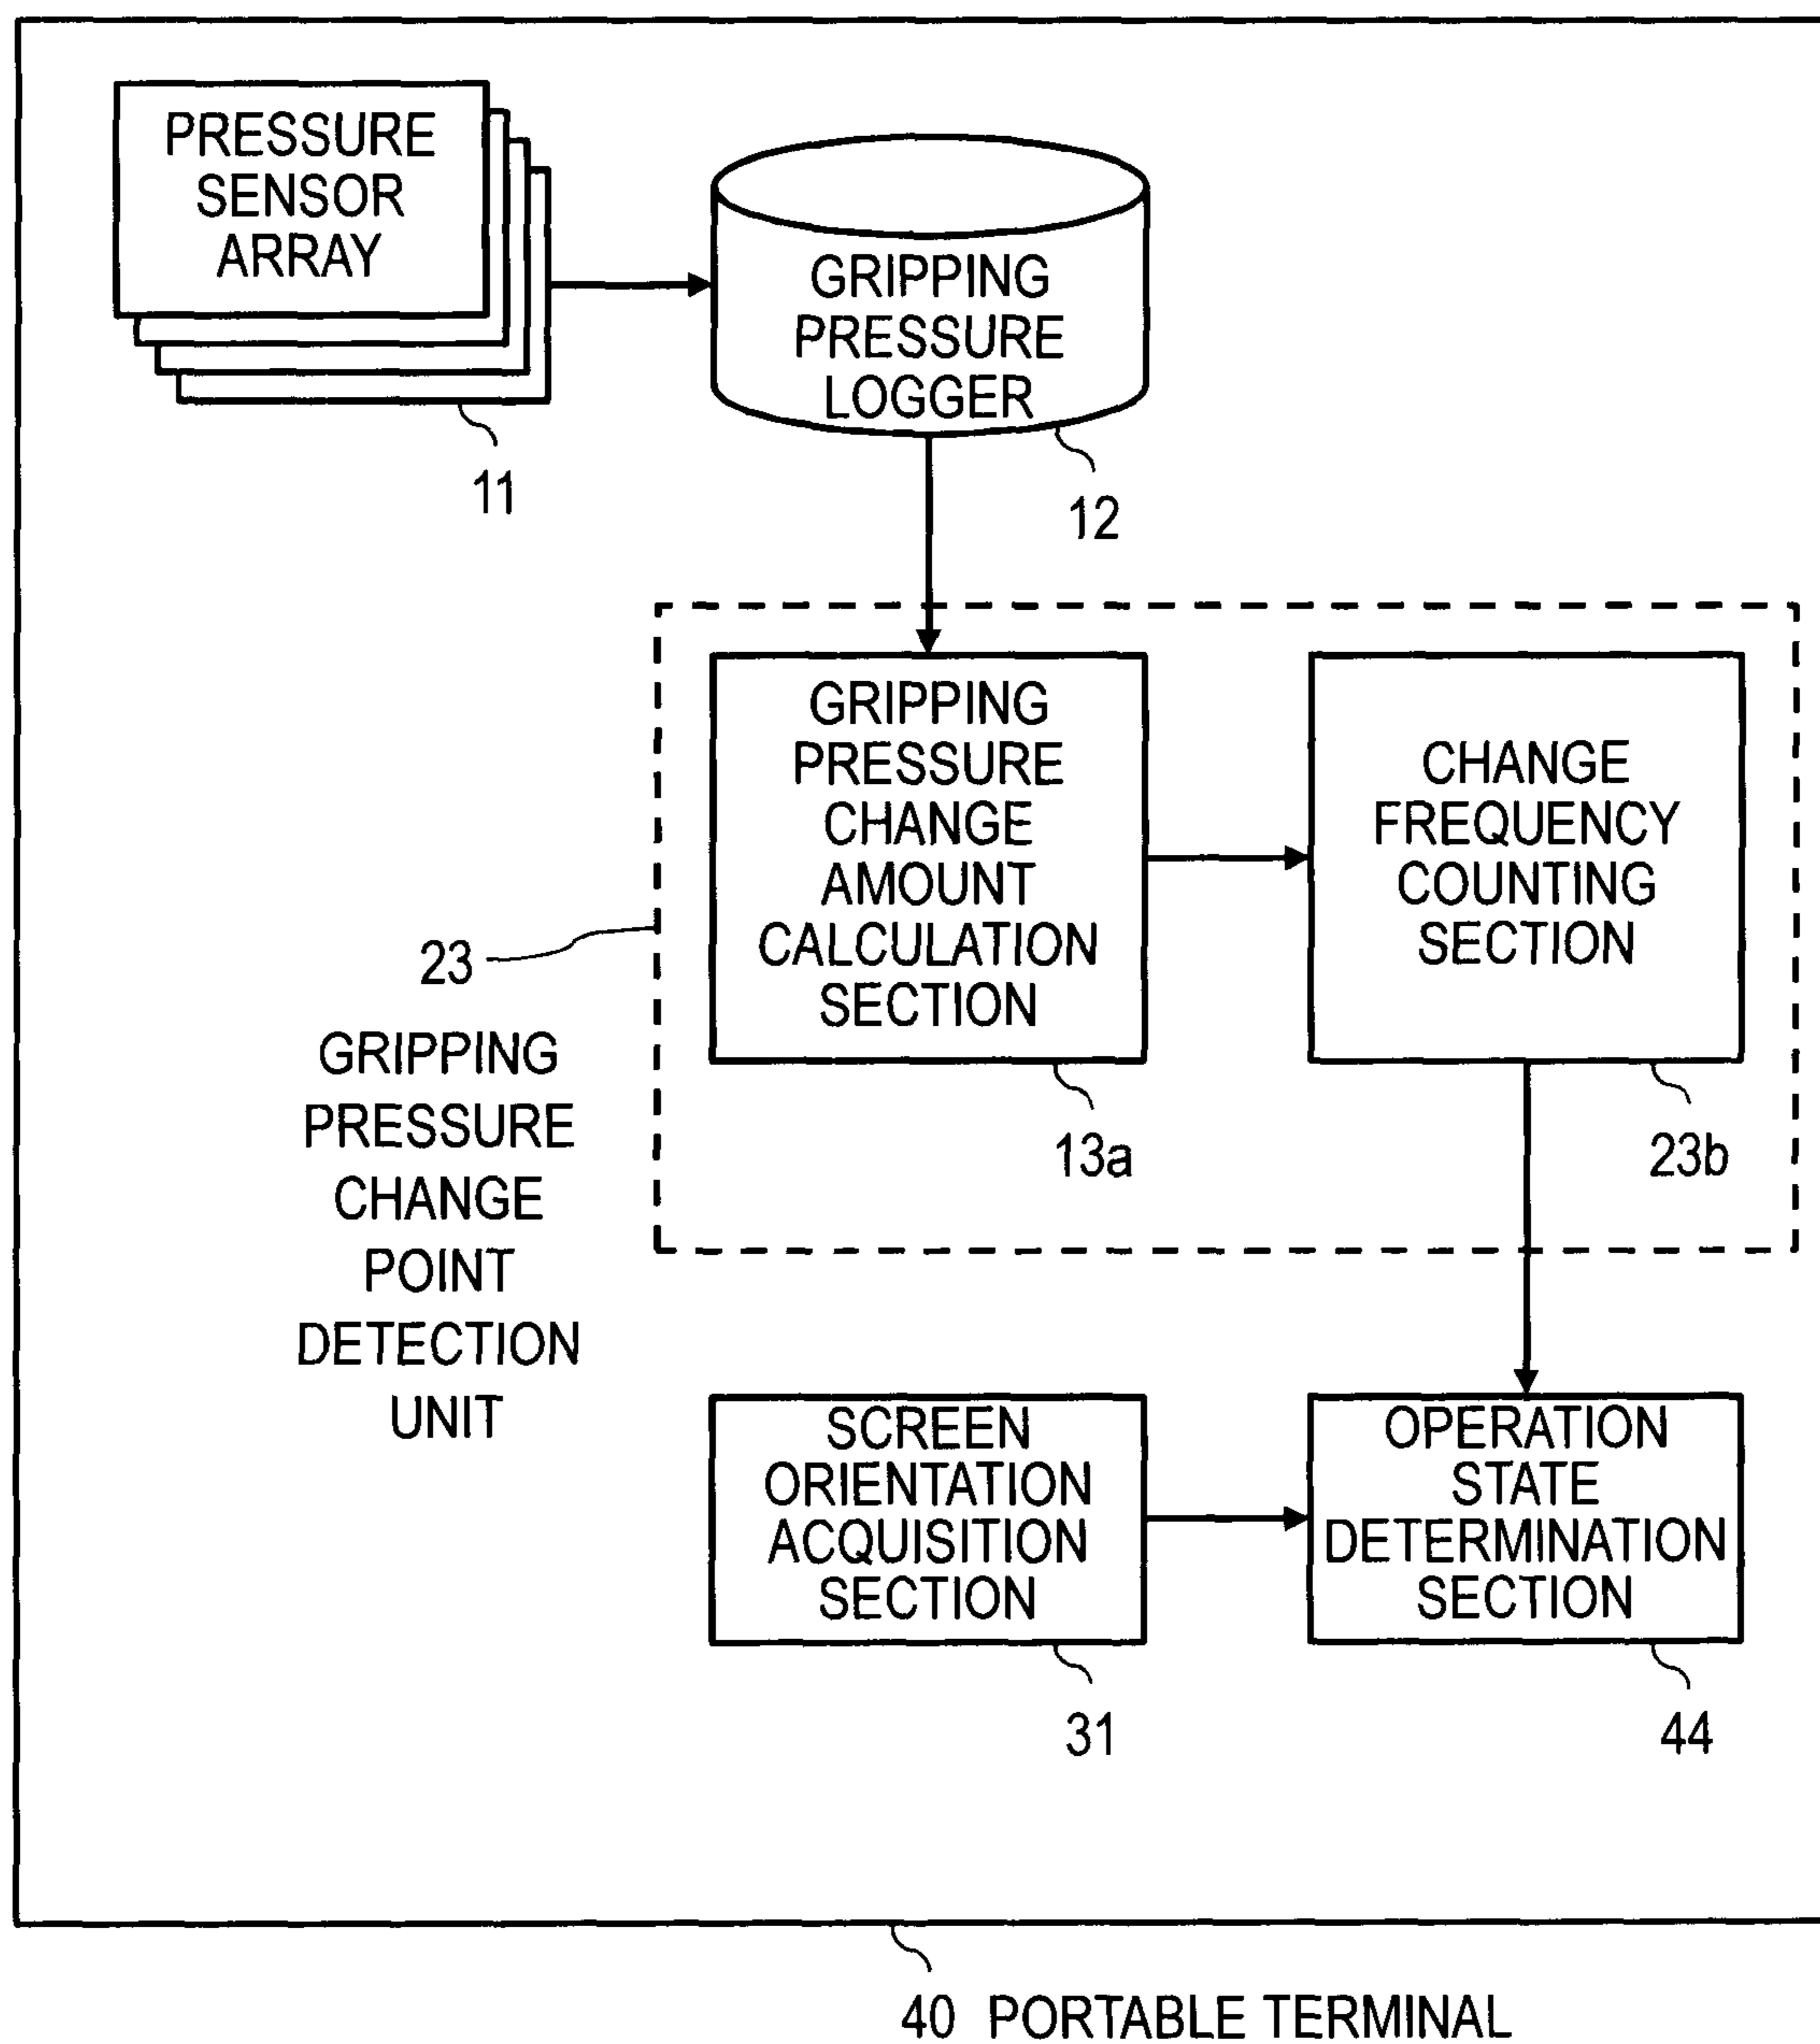 PRESSURE
SENSOR
ARRAY
11
GRIPPING
PRESSURE
LOGGER
12
GRIPPING
PRESSURE
CHANGE
AMOUNT
CALCULATION
SECTION
13a
CHANGE
FREQUENCY
COUNTING
SECTION
23b
23
GRIPPING
PRESSURE
CHANGE
POINT
DETECTION
UNIT
SCREEN
ORIENTATION
ACQUISITION
SECTION
31
OPERATION
STATE
DETERMINATION
SECTION
44
40 PORTABLE TERMINAL